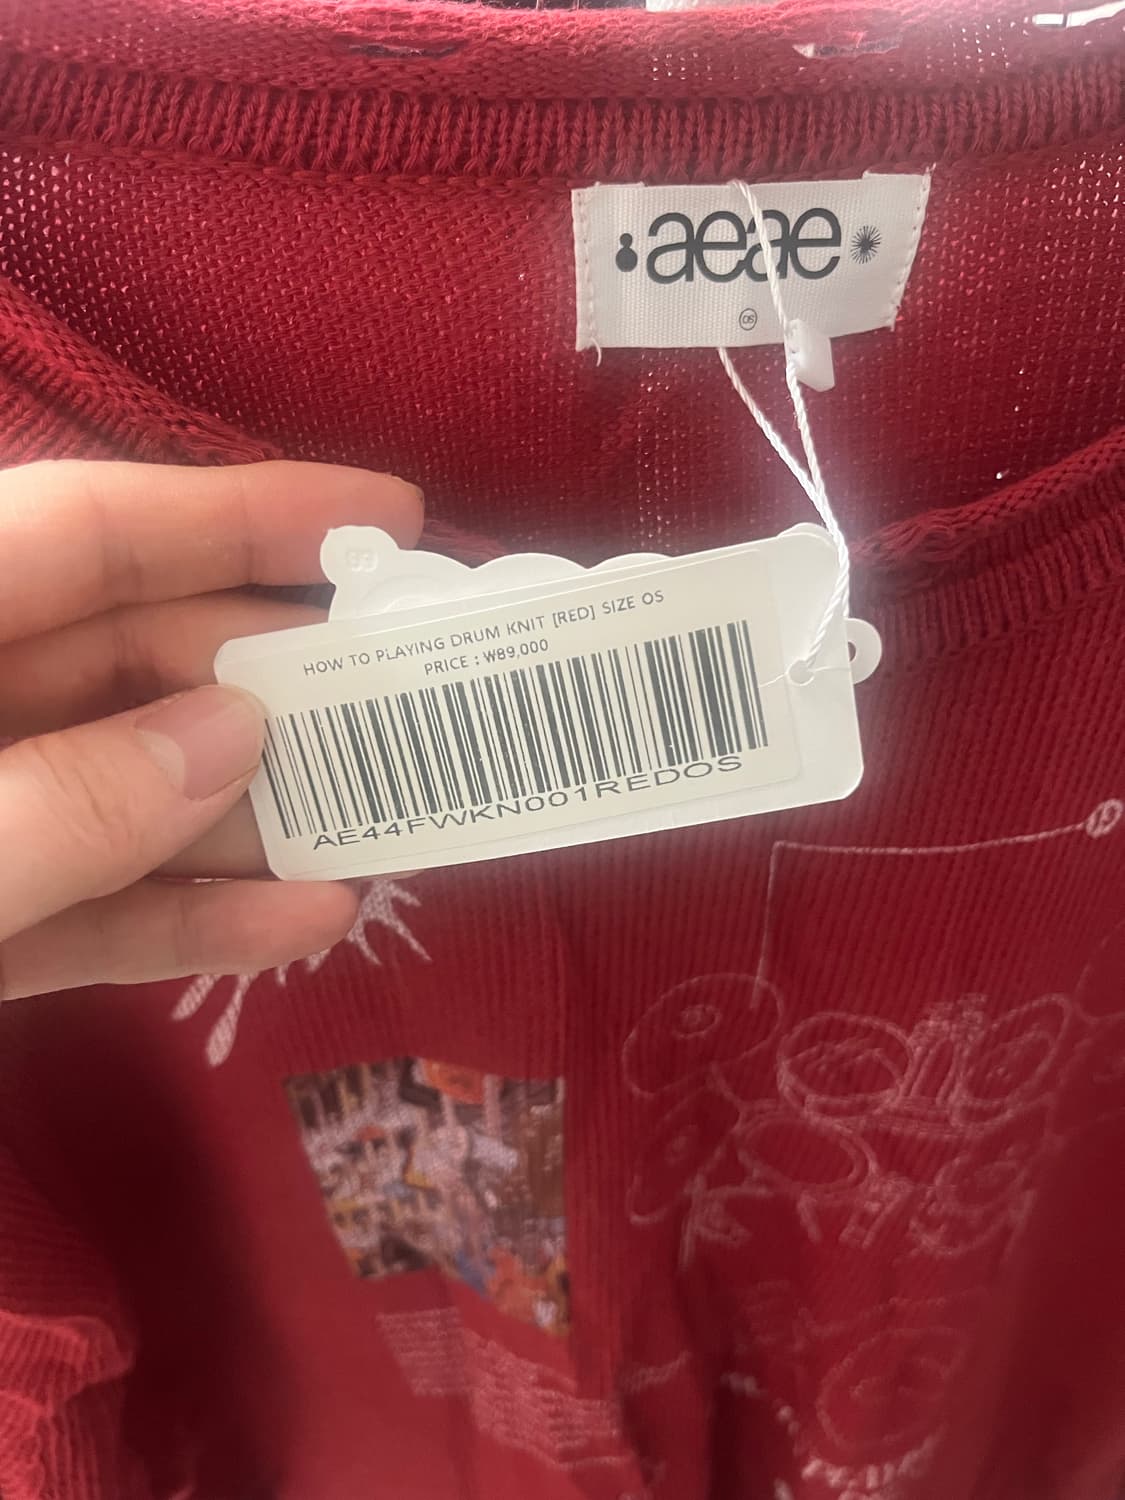 aeae
OS
HOW TO PLAYING DRUM KNIT [RED] SIZE OS
PRICE : ₩89,000
AE44FWKN001REDOS